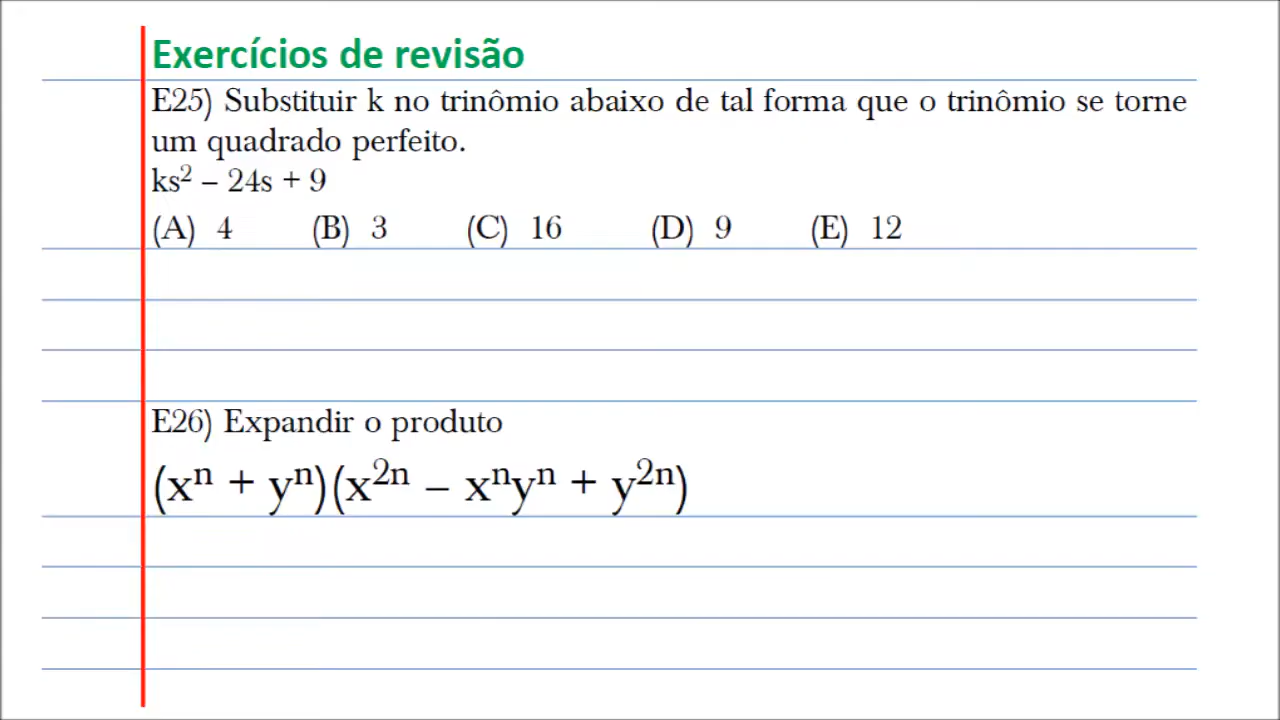 Exercícios de revisão
E25) Substituir k no trinômio abaixo de tal forma que o trinômio se torne
um quadrado perfeito.
ks² – 24s + 9
(A) 4 (B) 3 (C) 16 (D) 9 (E) 12
E26) Expandir o produto
(xⁿ + yⁿ)(x²ⁿ – xⁿyⁿ + y²ⁿ)